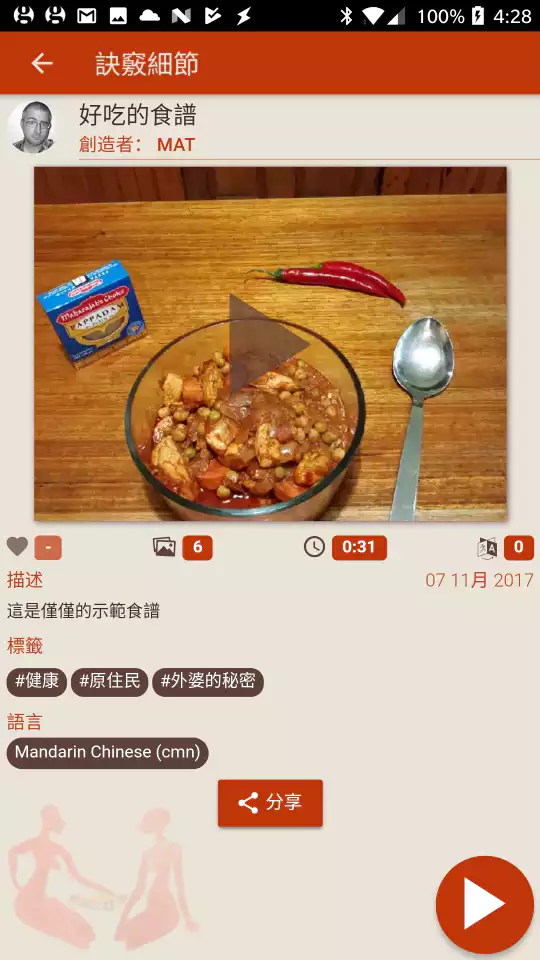 100% 4:28
訣竅細節
好吃的食譜
創造者： MAT
Maharajah's Choice
PAPPADAM
- 6 0:31 0
描述 07 11月 2017
這是僅僅的示範食譜
標籤
#健康 #原住民 #外婆的秘密
語言
Mandarin Chinese (cmn)
分享